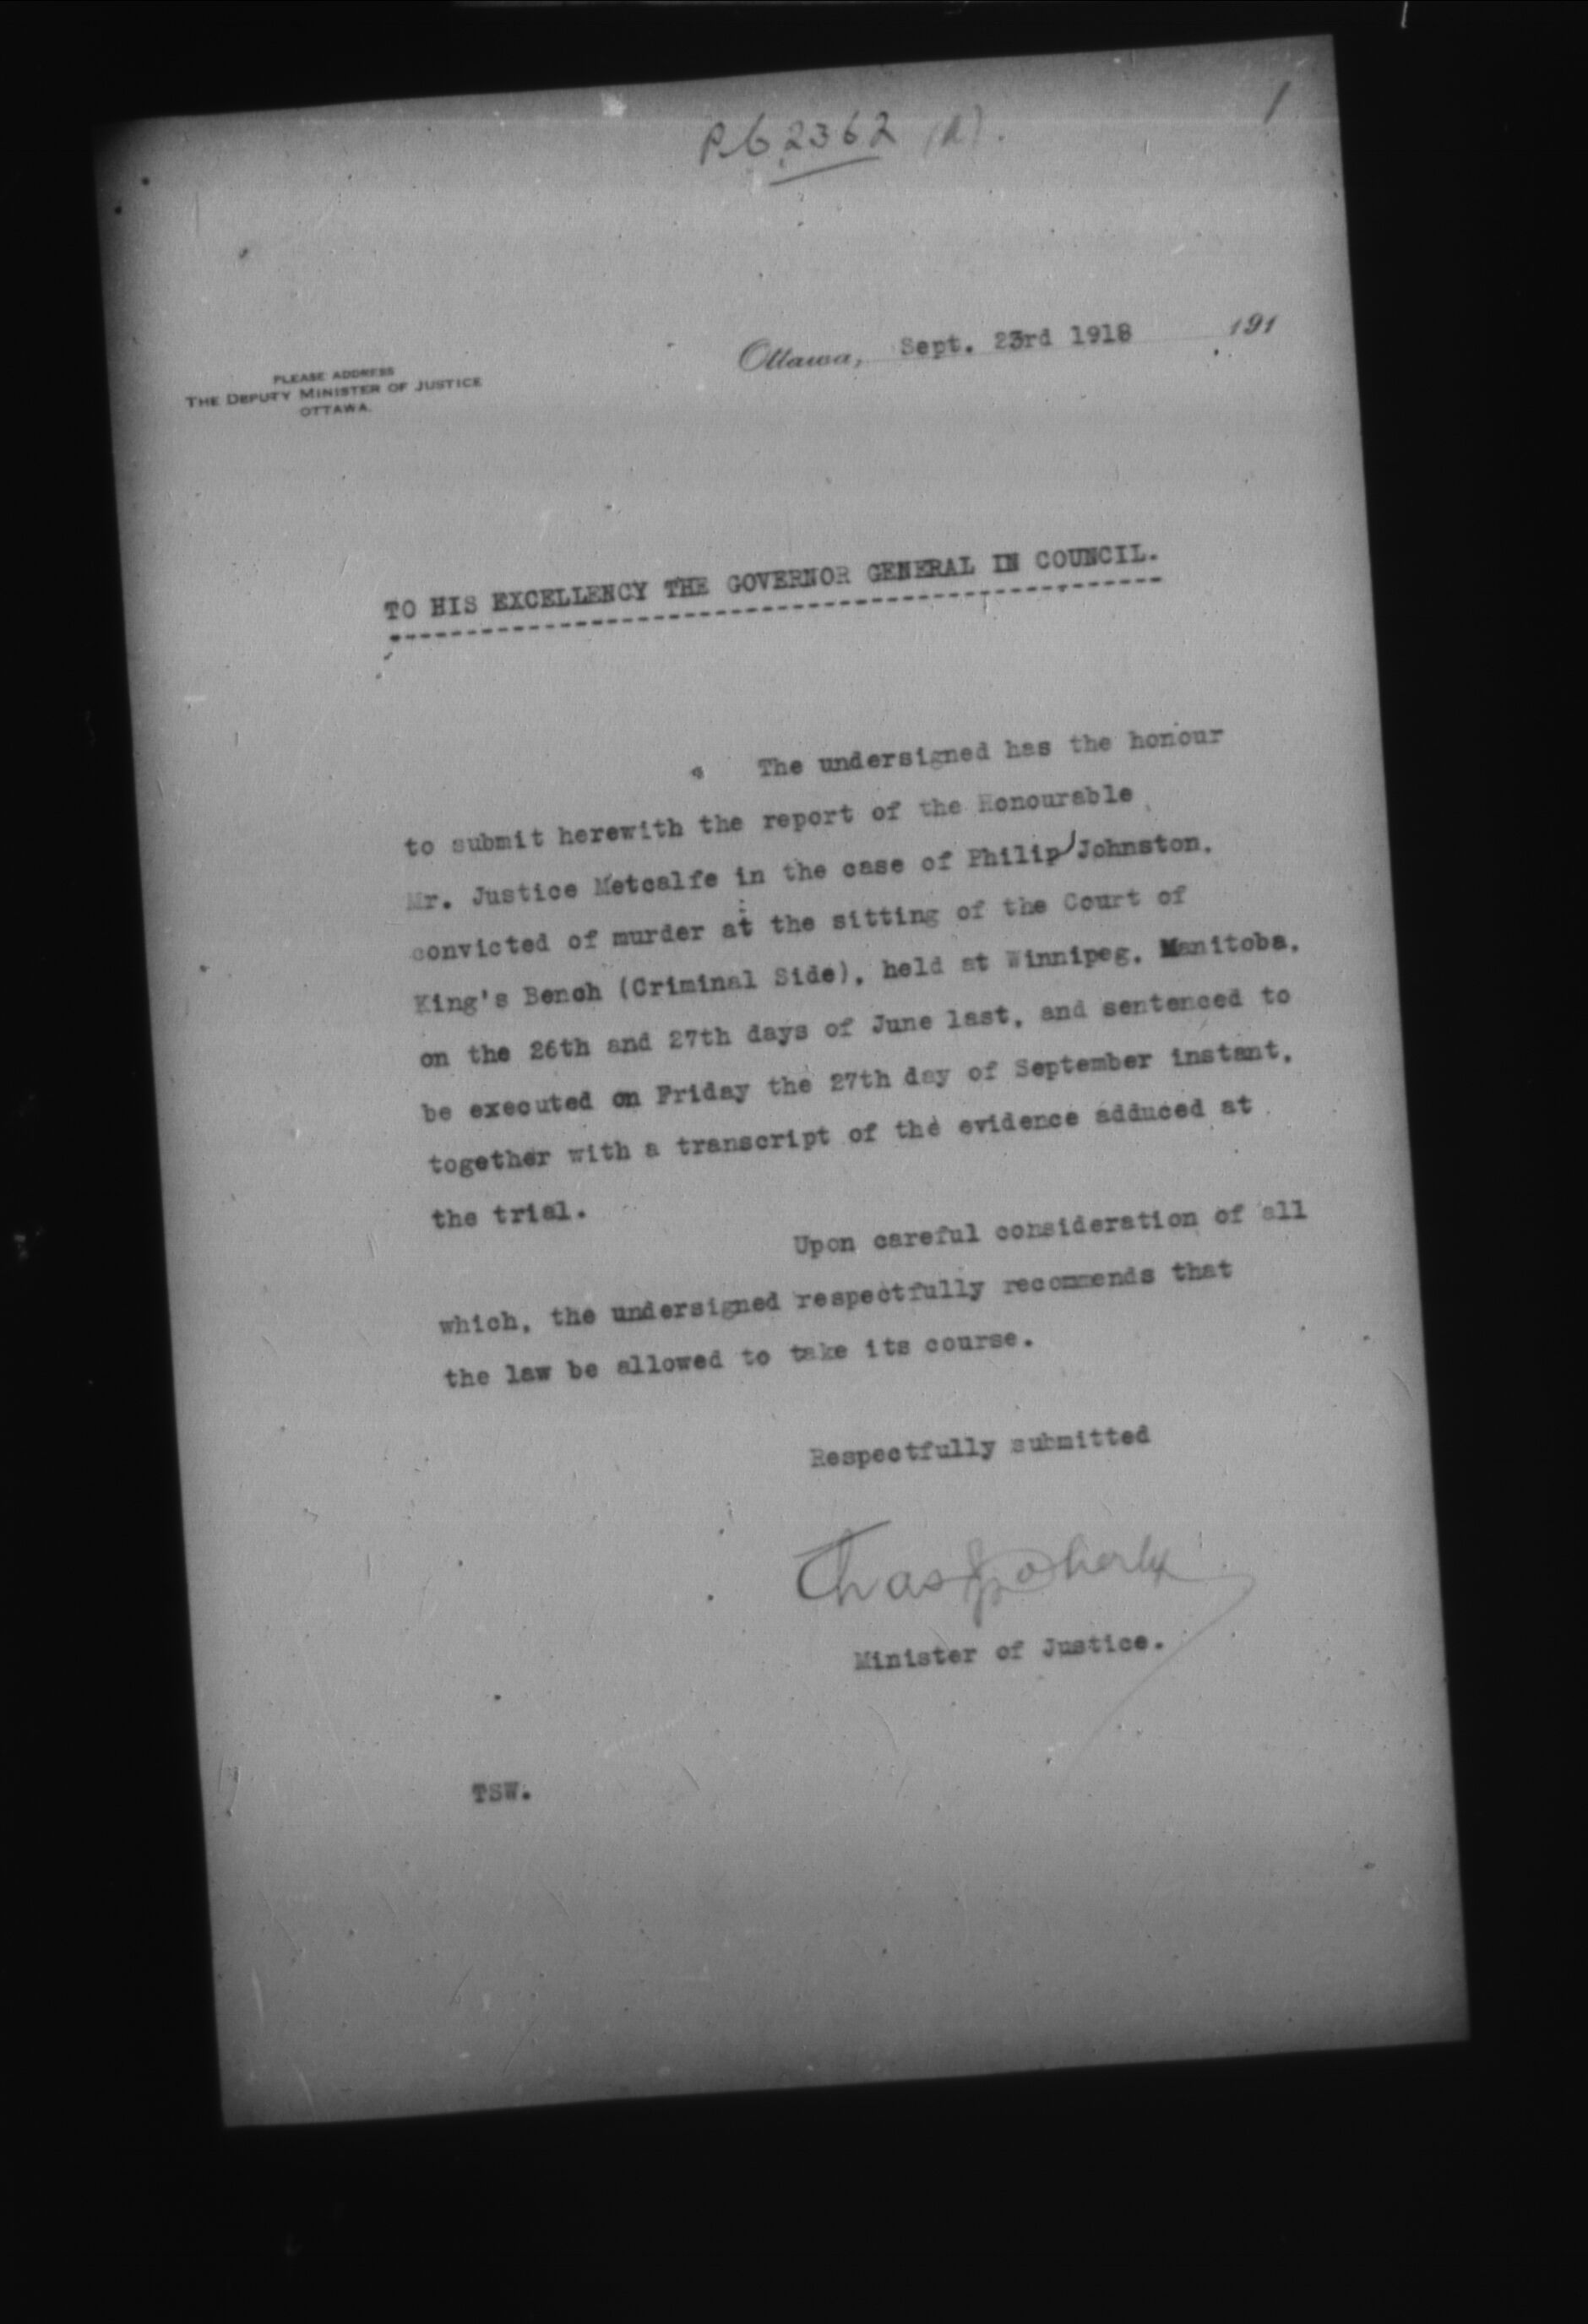 1
P.C. 2362 (A).
Ottawa, Sept. 23rd 1918 191
PLEASE ADDRESS
THE DEPUTY MINISTER OF JUSTICE
OTTAWA.
TO HIS EXCELLENCY THE GOVERNOR GENERAL IN COUNCIL.
The undersigned has the honour
to submit herewith the report of the Honourable
Mr. Justice Metcalfe in the case of Philip Johnston,
convicted of murder at the sitting of the Court of
King's Bench (Criminal Side), held at Winnipeg, Manitoba,
on the 26th and 27th days of June last, and sentenced to
be executed on Friday the 27th day of September instant,
together with a transcript of the evidence adduced at
the trial.
Upon careful consideration of all
which, the undersigned respectfully recommends that
the law be allowed to take its course.
Respectfully submitted
Chas J Doherty
Minister of Justice.
TSW.